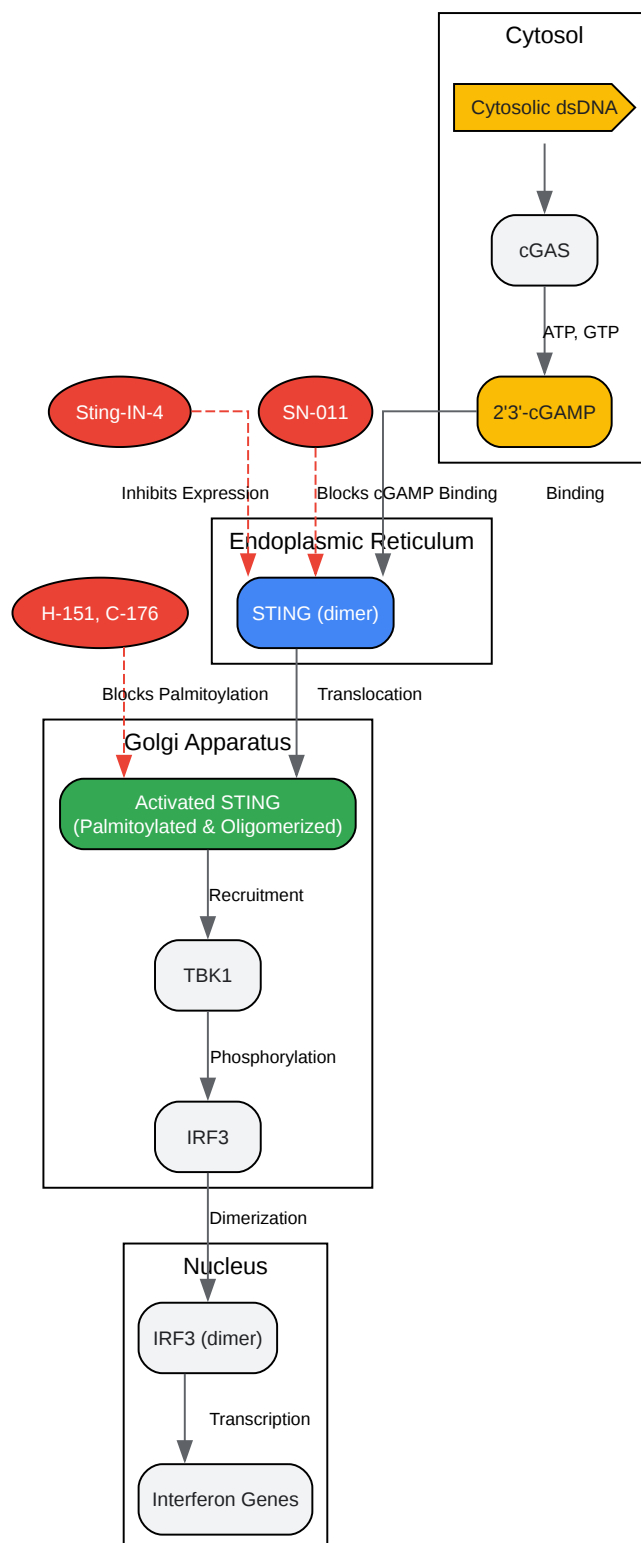 Cytosol
Cytosolic dsDNA
cGAS
ATP, GTP
Sting-IN-4
SN-011
2'3'-cGAMP
Inhibits Expression
Blocks cGAMP Binding
Binding
Endoplasmic Reticulum
STING (dimer)
H-151, C-176
Blocks Palmitoylation
Translocation
Golgi Apparatus
Activated STING
(Palmitoylated & Oligomerized)
Recruitment
TBK1
Phosphorylation
IRF3
Dimerization
Nucleus
IRF3 (dimer)
Transcription
Interferon Genes